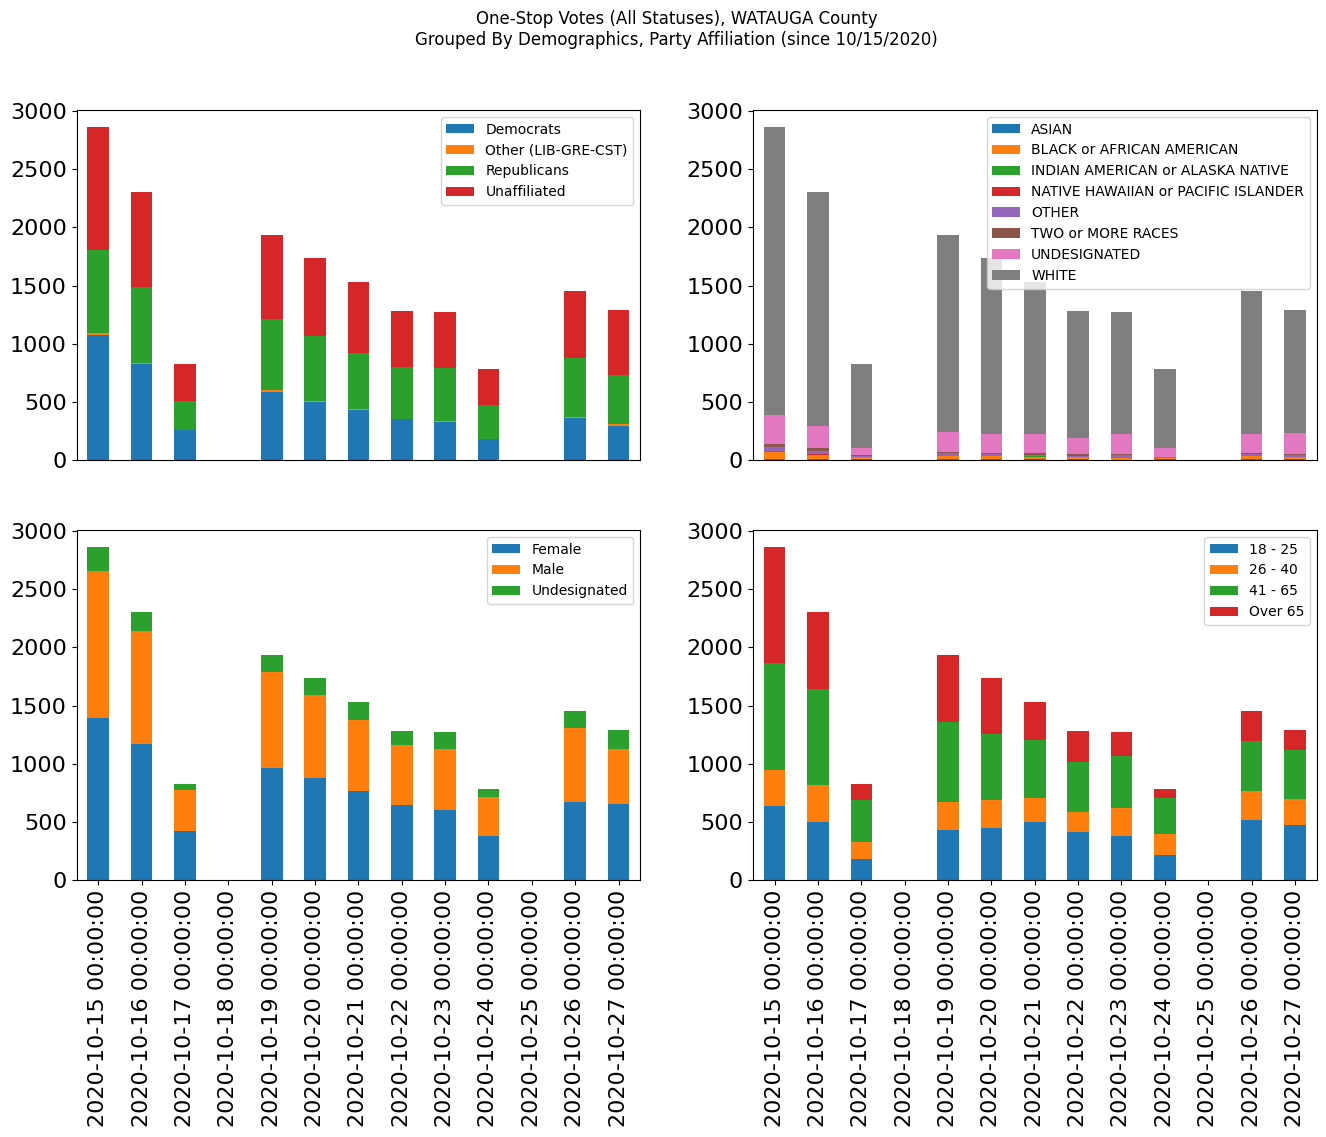 One-Stop Votes (All Statuses), WATAUGA County
Grouped By Demographics, Party Affiliation (since 10/15/2020)
3000
2500
2000
1500
1000
500
0
Democrats
Other (LIB-GRE-CST)
Republicans
Unaffiliated
3000
2500
2000
1500
1000
500
0
ASIAN
BLACK or AFRICAN AMERICAN
INDIAN AMERICAN or ALASKA NATIVE
NATIVE HAWAIIAN or PACIFIC ISLANDER
OTHER
TWO or MORE RACES
UNDESIGNATED
WHITE
3000
2500
2000
1500
1000
500
0
Female
Male
Undesignated
2020-10-15 00:00:00
2020-10-16 00:00:00
2020-10-17 00:00:00
2020-10-18 00:00:00
2020-10-19 00:00:00
2020-10-20 00:00:00
2020-10-21 00:00:00
2020-10-22 00:00:00
2020-10-23 00:00:00
2020-10-24 00:00:00
2020-10-25 00:00:00
2020-10-26 00:00:00
2020-10-27 00:00:00
3000
2500
2000
1500
1000
500
0
18 - 25
26 - 40
41 - 65
Over 65
2020-10-15 00:00:00
2020-10-16 00:00:00
2020-10-17 00:00:00
2020-10-18 00:00:00
2020-10-19 00:00:00
2020-10-20 00:00:00
2020-10-21 00:00:00
2020-10-22 00:00:00
2020-10-23 00:00:00
2020-10-24 00:00:00
2020-10-25 00:00:00
2020-10-26 00:00:00
2020-10-27 00:00:00